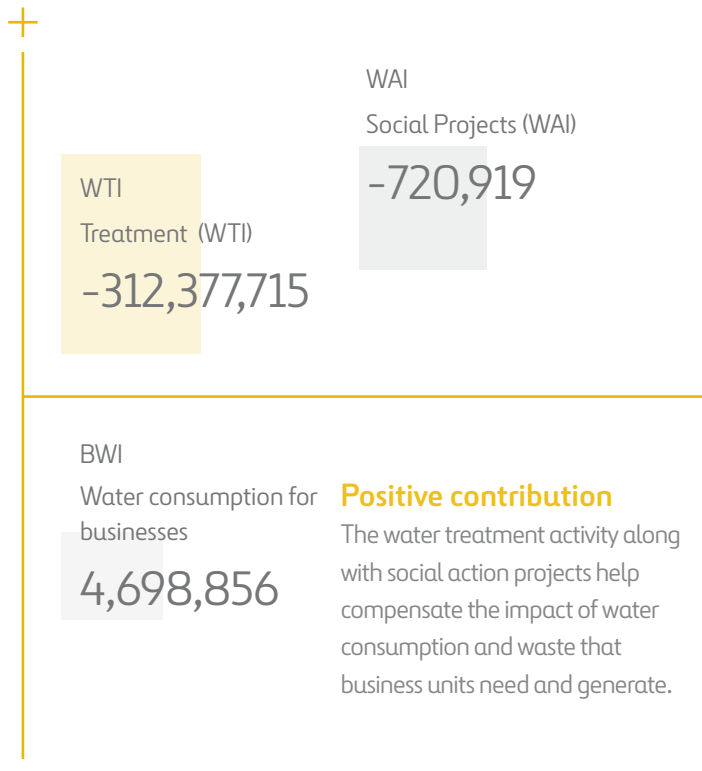 WAI
Social Projects (WAI)
-720,919
WTI
Treatment (WTI)
-312,377,715
BWI
Water consumption for
businesses
4,698,856
Positive contribution
The water treatment activity along
with social action projects help
compensate the impact of water
consumption and waste that
business units need and generate.